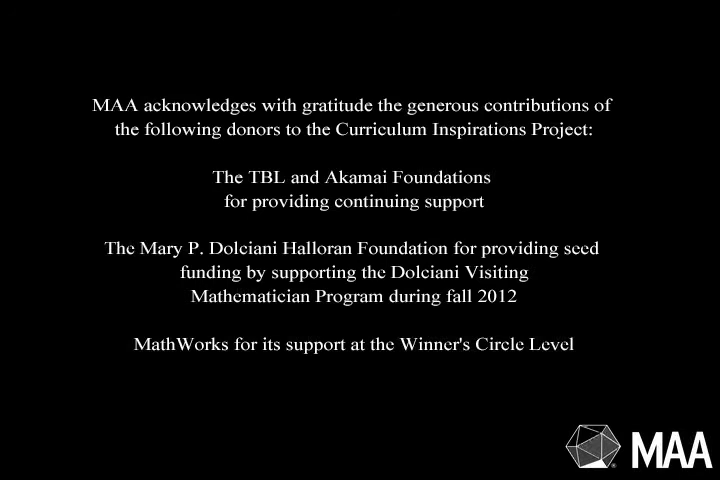 MAA acknowledges with gratitude the generous contributions of
the following donors to the Curriculum Inspirations Project:
The TBL and Akamai Foundations
for providing continuing support
The Mary P. Dolciani Halloran Foundation for providing seed
funding by supporting the Dolciani Visiting
Mathematician Program during fall 2012
MathWorks for its support at the Winner's Circle Level
® MAA